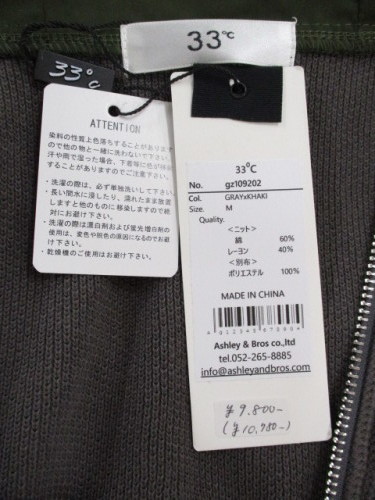 33℃
33℃
ATTENTION
染料の性質上色落ちすることがあります
ので他の物と一緒に洗わないで下さい。
汗や雨で湿った場合、下着等に色が移る
ことがありますのでご注意下さい。
・洗濯の際は、必ず単独洗いして下さい。
・長い間水に浸したり、濡れたまま放置
しますと他のものに移染しますので絶
対にお避け下さい。
・洗濯の際は漂白剤および蛍光増白剤の
使用は、変色や脱色の原因になるのでお避
け下さい。
・乾燥機のご使用はお避け下さい。
33℃
No. gz109202
Col. GRAYxKHAKI
Size. M
Quality.
<ニット>
綿 60%
レーヨン 40%
<別布>
ポリエステル 100%
MADE IN CHINA
Ashley & Bros co.,ltd
tel.052-265-8885
info@ashleyandbros.com
¥9.800-
(¥10,780-)